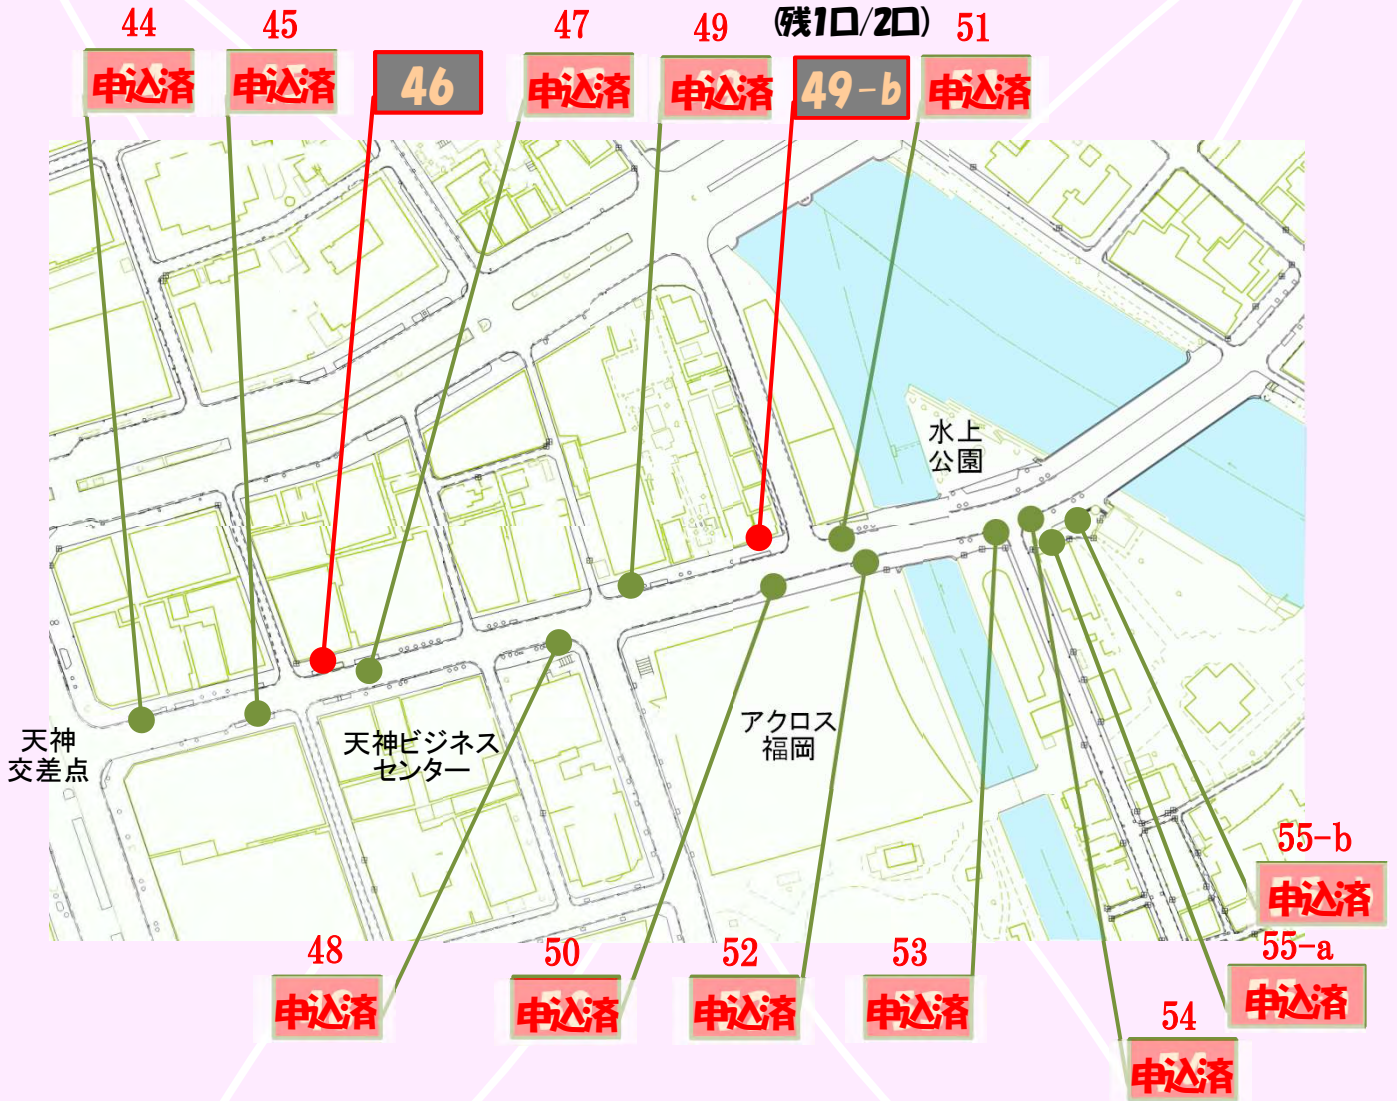 44
45
47
49
(残1口/2口)
51
申込済
申込済
46
申込済
申込済
49-b
申込済
水上
公園
天神
交差点
天神ビジネス
センター
アクロス
福岡
55-b
申込済
48
50
52
53
55-a
申込済
申込済
申込済
申込済
申込済
54
申込済